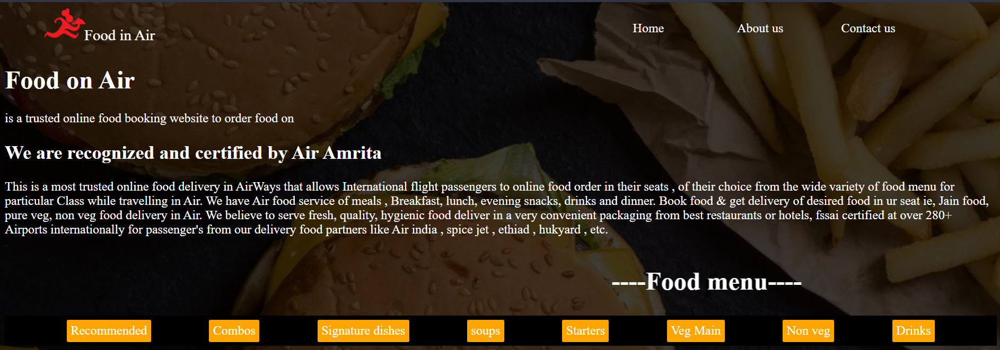 Food in Air
Home
About us
Contact us
Food on Air
is a trusted online food booking website to order food on
We are recognized and certified by Air Amrita
This is a most trusted online food delivery in AirWays that allows International flight passengers to online food order in their seats , of their choice from the wide variety of food menu for
particular Class while travelling in Air. We have Air food service of meals , Breakfast, lunch, evening snacks, drinks and dinner. Book food & get delivery of desired food in ur seat ie, Jain food,
pure veg, non veg food delivery in Air. We believe to serve fresh, quality, hygienic food deliver in a very convenient packaging from best restaurants or hotels, fssai certified at over 280+
Airports internationally for passenger's from our delivery food partners like Air india , spice jet , ethiad , hukyard , etc.
----Food menu----
Recommended
Combos
Signature dishes
soups
Starters
Veg Main
Non veg
Drinks